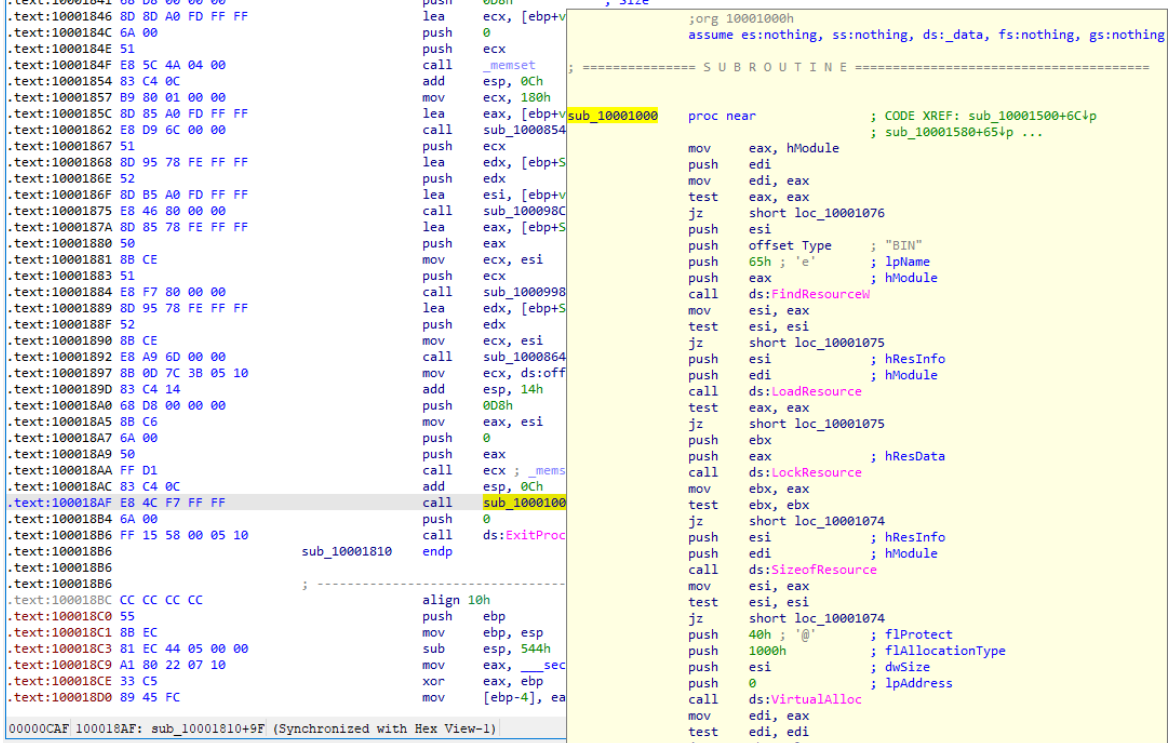 .text:10001841 68 D8 00 00 00 push 0D8h ; Size
.text:10001846 8D 8D A0 FD FF FF lea ecx, [ebp+v
.text:1000184C 6A 00 push 0
.text:1000184E 51 push ecx
.text:1000184F E8 5C 4A 04 00 call _memset
.text:10001854 83 C4 0C add esp, 0Ch
.text:10001857 B9 80 01 00 00 mov ecx, 180h
.text:1000185C 8D 85 A0 FD FF FF lea eax, [ebp+v
.text:10001862 E8 D9 6C 00 00 call sub_1000854
.text:10001867 51 push ecx
.text:10001868 8D 95 78 FE FF FF lea edx, [ebp+S
.text:1000186E 52 push edx
.text:1000186F 8D B5 A0 FD FF FF lea esi, [ebp+v
.text:10001875 E8 46 80 00 00 call sub_100098C
.text:1000187A 8D 85 78 FE FF FF lea eax, [ebp+S
.text:10001880 50 push eax
.text:10001881 8B CE mov ecx, esi
.text:10001883 51 push ecx
.text:10001884 E8 F7 80 00 00 call sub_1000998
.text:10001889 8D 95 78 FE FF FF lea edx, [ebp+S
.text:1000188F 52 push edx
.text:10001890 8B CE mov ecx, esi
.text:10001892 E8 A9 6D 00 00 call sub_1000864
.text:10001897 8B 0D 7C 3B 05 10 mov ecx, ds:off
.text:1000189D 83 C4 14 add esp, 14h
.text:100018A0 68 D8 00 00 00 push 0D8h
.text:100018A5 8B C6 mov eax, esi
.text:100018A7 6A 00 push 0
.text:100018A9 50 push eax
.text:100018AA FF D1 call ecx ; _mems
.text:100018AC 83 C4 0C add esp, 0Ch
.text:100018AF E8 4C F7 FF FF call sub_1000100
.text:100018B4 6A 00 push 0
.text:100018B6 FF 15 58 00 05 10 call ds:ExitProc
.text:100018B6 sub_10001810 endp
.text:100018B6
.text:100018B6 ; ---------------------------------
.text:100018BC CC CC CC CC align 10h
.text:100018C0 55 push ebp
.text:100018C1 8B EC mov ebp, esp
.text:100018C3 81 EC 44 05 00 00 sub esp, 544h
.text:100018C9 A1 80 22 07 10 mov eax, ___sec
.text:100018CE 33 C5 xor eax, ebp
.text:100018D0 89 45 FC mov [ebp-4], ea
00000CAF 100018AF: sub_10001810+9F (Synchronized with Hex View-1)
;org 10001000h
assume es:nothing, ss:nothing, ds:_data, fs:nothing, gs:nothing
; =============== S U B R O U T I N E =======================================
sub_10001000 proc near ; CODE XREF: sub_10001500+6C↓p
; sub_10001580+65↓p ...
mov eax, hModule
push edi
mov edi, eax
test eax, eax
jz short loc_10001076
push esi
push offset Type ; "BIN"
push 65h ; 'e' ; lpName
push eax ; hModule
call ds:FindResourceW
mov esi, eax
test esi, esi
jz short loc_10001075
push esi ; hResInfo
push edi ; hModule
call ds:LoadResource
test eax, eax
jz short loc_10001075
push ebx
push eax ; hResData
call ds:LockResource
mov ebx, eax
test ebx, ebx
jz short loc_10001074
push esi ; hResInfo
push edi ; hModule
call ds:SizeofResource
mov esi, eax
test esi, esi
jz short loc_10001074
push 40h ; '@' ; flProtect
push 1000h ; flAllocationType
push esi ; dwSize
push 0 ; lpAddress
call ds:VirtualAlloc
mov edi, eax
test edi, edi